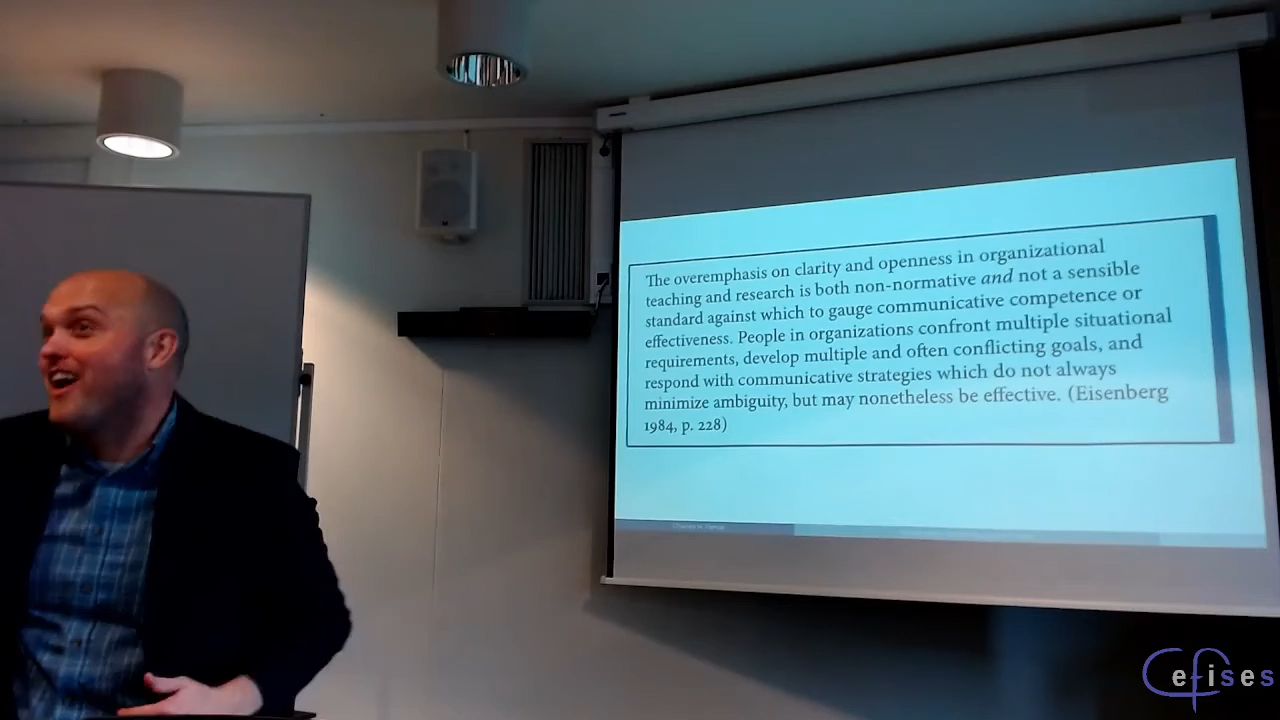 The overemphasis on clarity and openness in organizational
teaching and research is both non-normative and not a sensible
standard against which to gauge communicative competence or
effectiveness. People in organizations confront multiple situational
requirements, develop multiple and often conflicting goals, and
respond with communicative strategies which do not always
minimize ambiguity, but may nonetheless be effective. (Eisenberg
1984, p. 228)
Cefises